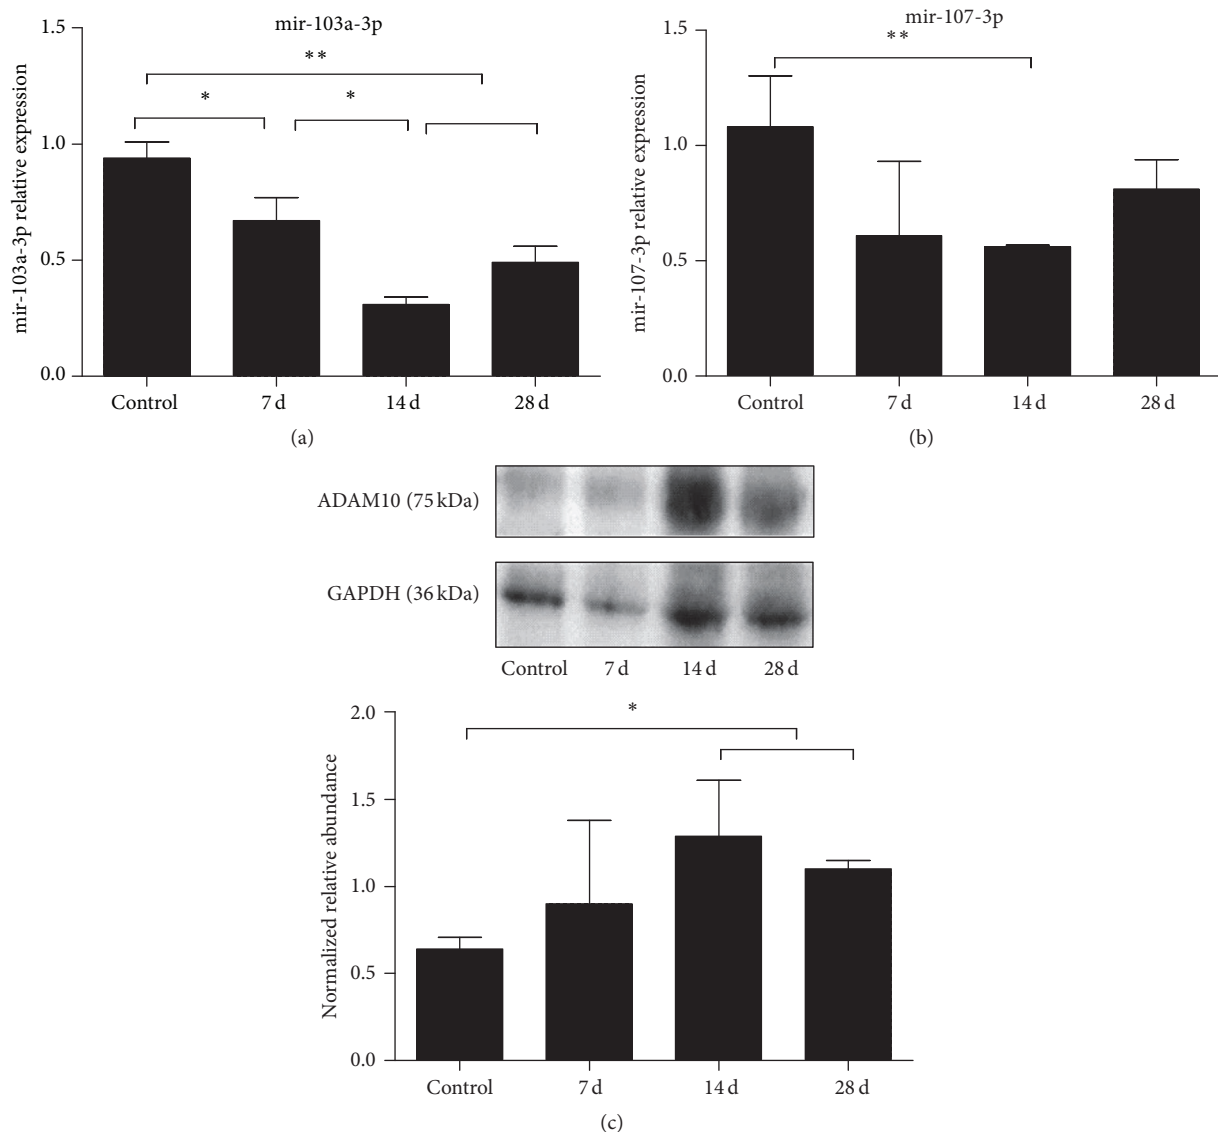 mir-103a-3p
mir-103a-3p relative expression
1.5
1.0
0.5
0.0
**
*
*
Control 7 d 14 d 28 d
(a)
mir-107-3p
mir-107-3p relative expression
1.5
1.0
0.5
0.0
**
Control 7 d 14 d 28 d
(b)
ADAM10 (75 kDa)
GAPDH (36 kDa)
Control 7 d 14 d 28 d
Normalized relative abundance
2.0
1.5
1.0
0.5
0.0
*
Control 7 d 14 d 28 d
(c)